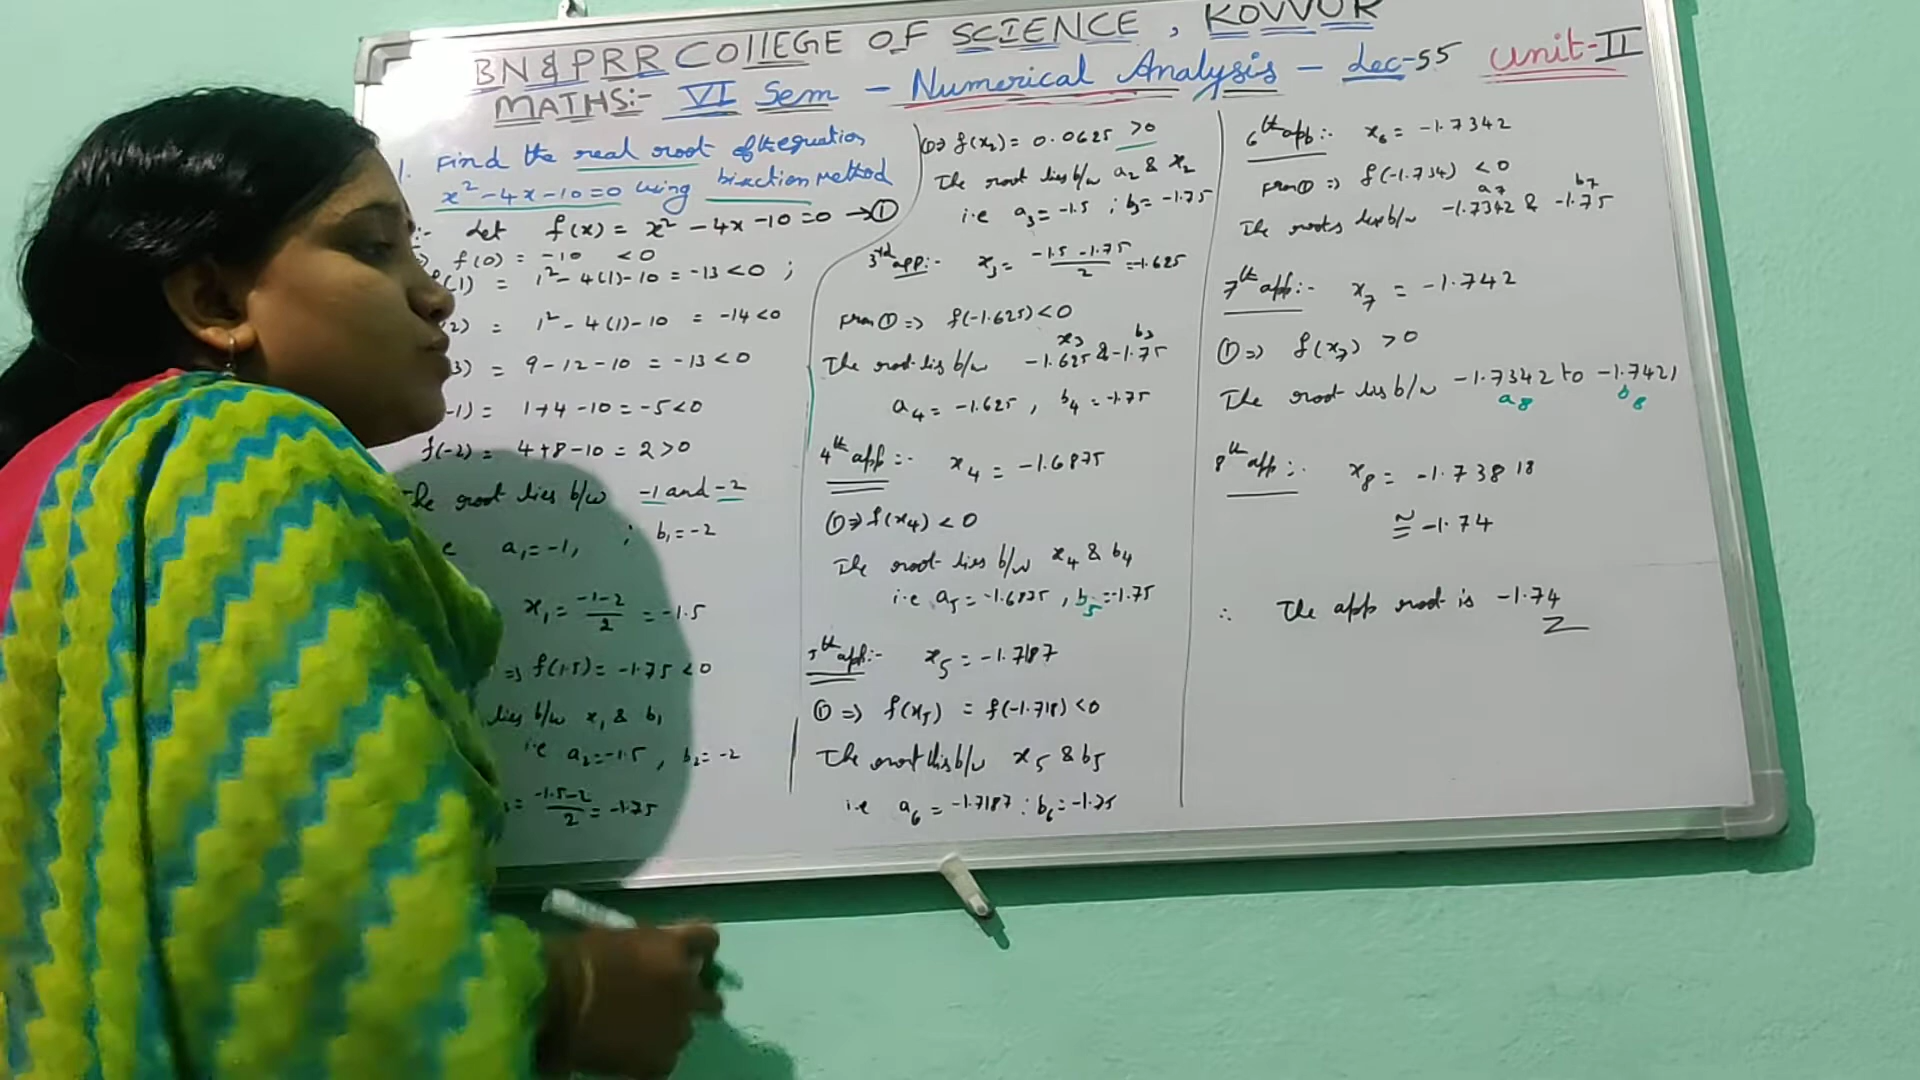 BN & PRR COllEGE OF SCIENCE , KOVVUR
MATHS:- VI Sem - Numerical Analysis - Lec-55 Unit-II
1. Find the real root of the equation
x² - 4x - 10 = 0 using bisection method
:- Let f(x) = x² - 4x - 10 = 0 → ①
f(0) = -10 < 0
f(1) = 1² - 4(1) - 10 = -13 < 0 ;
2) = 1² - 4(1) - 10 = -14 < 0
3) = 9 - 12 - 10 = -13 < 0
-1) = 1 + 4 - 10 = -5 < 0
f(-2) = 4 + 8 - 10 = 2 > 0
The root lies b/w -1 and -2
e a₁ = -1, ; b₁ = -2
x₁ = (-1-2)/2 = -1.5
⇒ f(1.5) = -1.75 < 0
lies b/w x₁ & b₁
i.e a₂ = -1.5 , b₂ = -2
= (-1.5-2)/2 = -1.75
① ⇒ f(x₂) = 0.0625 > 0
The root lies b/w a₂ & x₂
i.e a₃ = -1.5 ; b₃ = -1.75
3rd app:- x₃ = (-1.5 - 1.75)/2 = -1.625
From ① ⇒ f(-1.625) < 0
x₃ b₃
The root lis b/w -1.625 & -1.75
a₄ = -1.625 , b₄ = -1.75
4th app:- x₄ = -1.6875
① ⇒ f(x₄) < 0
The root lies b/w x₄ & b₄
i.e a₅ = -1.6875 , b₅ = -1.75
5th app:- x₅ = -1.7187
① ⇒ f(x₅) = f(-1.718) < 0
The root lis b/w x₅ & b₅
i.e a₆ = -1.7187 : b₆ = -1.75
6th app:- x₆ = -1.7342
From ① ⇒ f(-1.734) < 0
a₇ b₇
The roots lies b/w -1.7342 & -1.75
7th app:- x₇ = -1.742
① ⇒ f(x₇) > 0
The root lis b/w -1.7342 to -1.7421
a₈ b₈
8th app:- x₈ = -1.73818
≅ -1.74
∴ The app root is -1.74